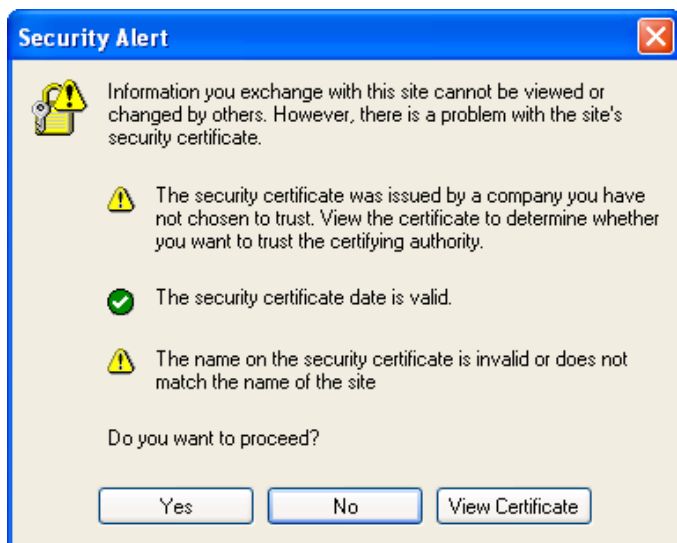 Security Alert
Information you exchange with this site cannot be viewed or
changed by others. However, there is a problem with the site's
security certificate.
The security certificate was issued by a company you have
not chosen to trust. View the certificate to determine whether
you want to trust the certifying authority.
The security certificate date is valid.
The name on the security certificate is invalid or does not
match the name of the site
Do you want to proceed?
Yes No View Certificate